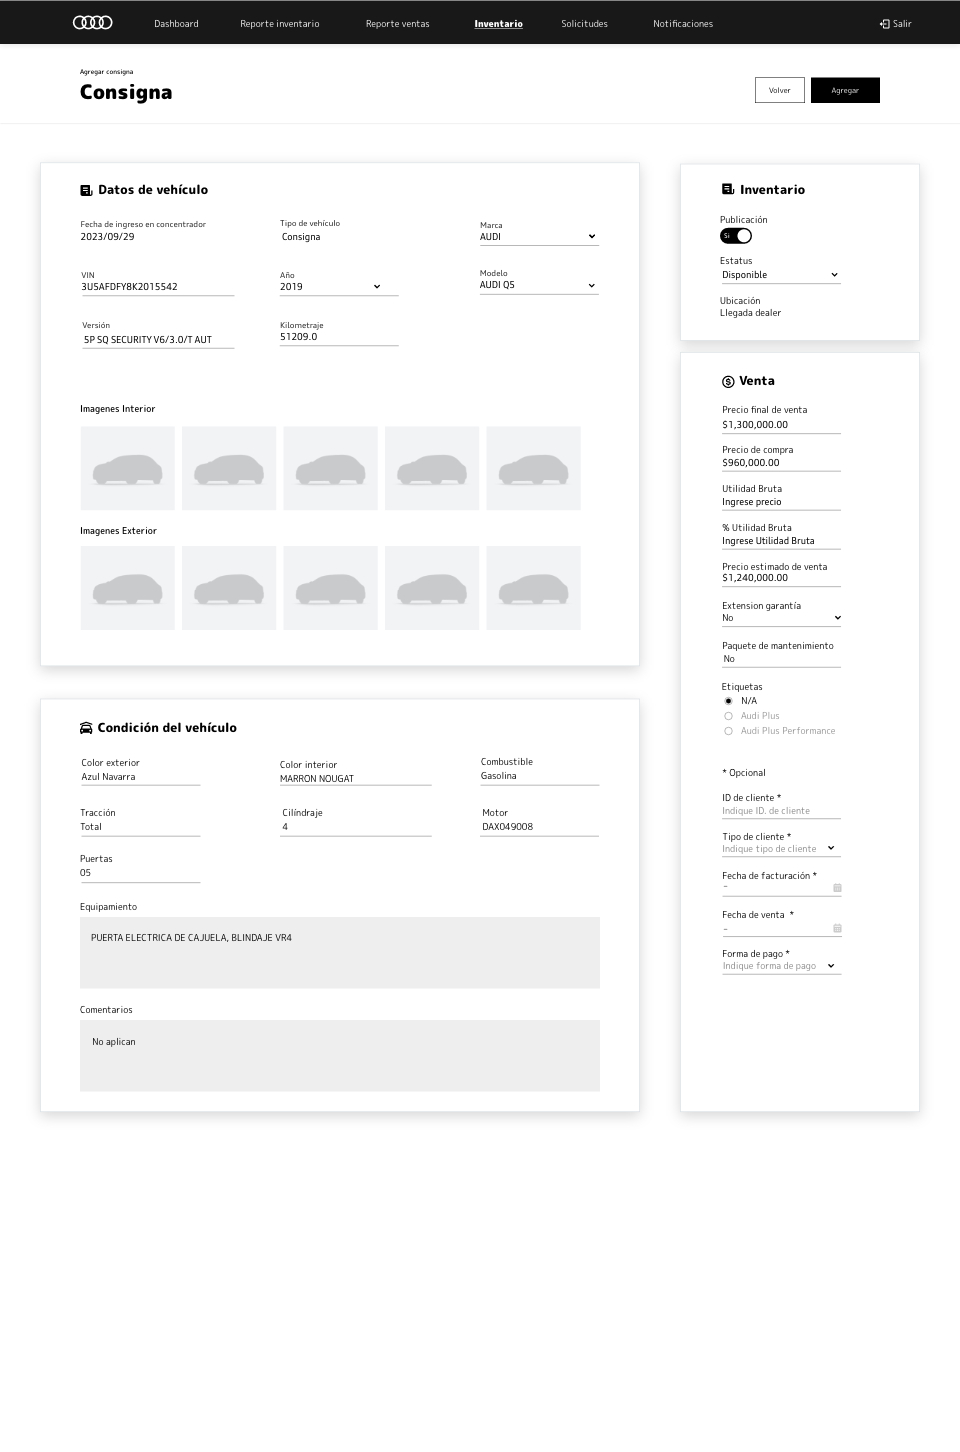 Dashboard
Reporte inventario
Reporte ventas
Inventario
Solicitudes
Notificaciones
Salir
Agregar consigna
Consigna
Volver
Agregar
Datos de vehículo
Fecha de ingreso en concentrador
2023/09/29
Tipo de vehículo
Consigna
Marca
AUDI
VIN
3U5AFDFY8K2015542
Año
2019
Modelo
AUDI Q5
Versión
5P SQ SECURITY V6/3.0/T AUT
Kilometraje
51209.0
Imagenes Interior
Imagenes Exterior
Condición del vehículo
Color exterior
Azul Navarra
Color interior
MARRON NOUGAT
Combustible
Gasolina
Tracción
Total
Cilíndraje
4
Motor
DAX049008
Puertas
05
Equipamiento
PUERTA ELECTRICA DE CAJUELA, BLINDAJE VR4
Comentarios
No aplican
Inventario
Publicación
Si
Estatus
Disponible
Ubicación
Llegada dealer
Venta
Precio final de venta
$1,300,000.00
Precio de compra
$960,000.00
Utilidad Bruta
Ingrese precio
% Utilidad Bruta
Ingrese Utilidad Bruta
Precio estimado de venta
$1,240,000.00
Extension garantía
No
Paquete de mantenimiento
No
Etiquetas
N/A
Audi Plus
Audi Plus Performance
* Opcional
ID de cliente *
Indique ID. de cliente
Tipo de cliente *
Indique tipo de cliente
Fecha de facturación *
-
Fecha de venta *
-
Forma de pago *
Indique forma de pago